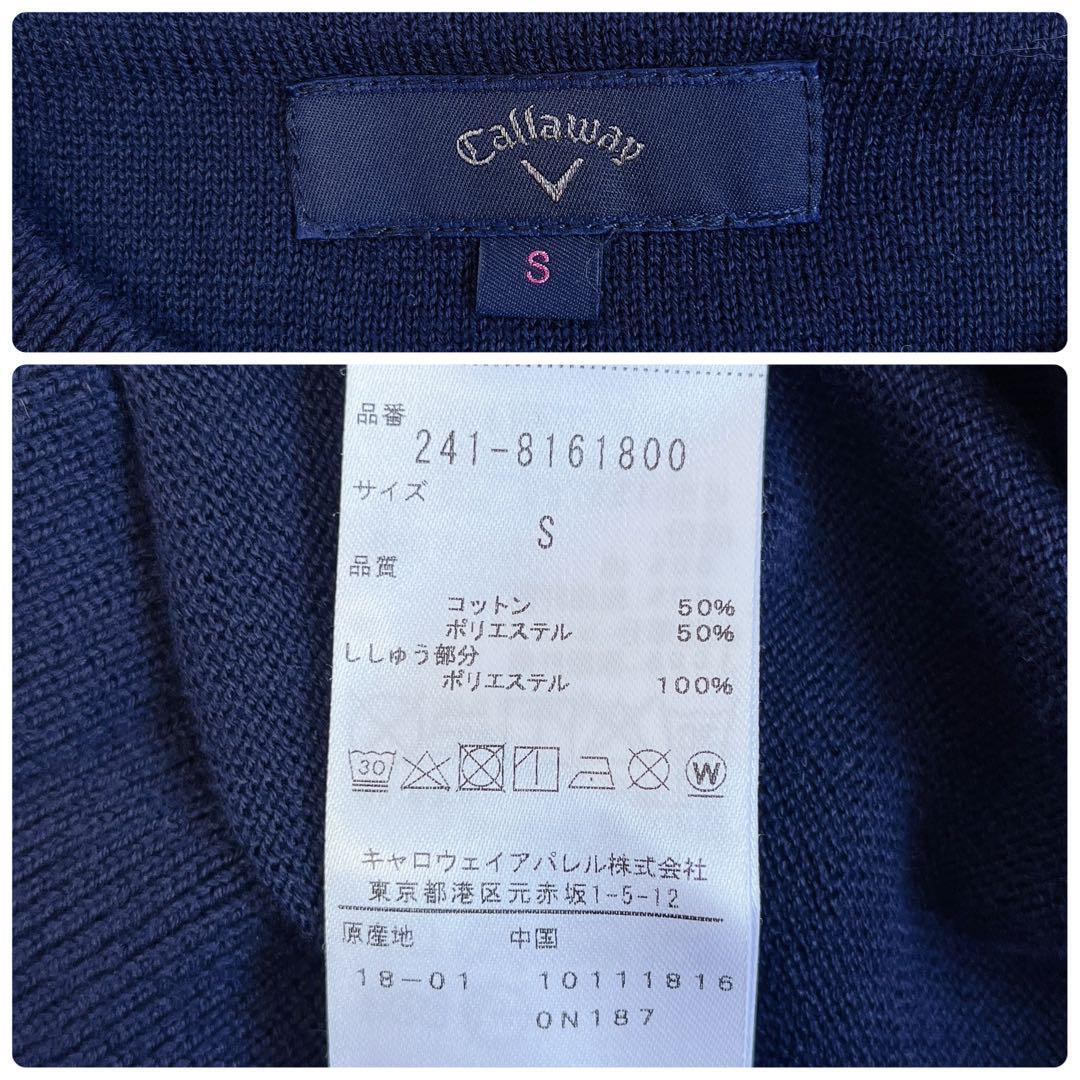 Callaway
S
品番
241-8161800
サイズ
S
品質
コットン 50%
ポリエステル 50%
ししゅう部分
ポリエステル 100%
30 W
キャロウェイアパレル株式会社
東京都港区元赤坂1-5-12
原産地 中国
18-01 10111816
0N187